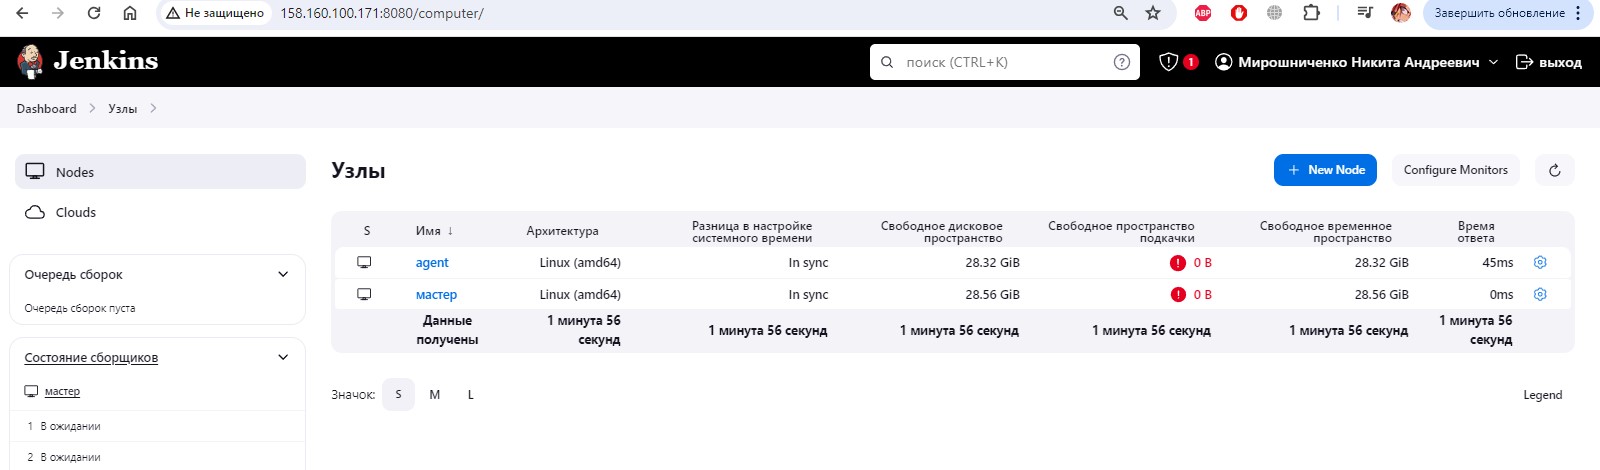 Не защищено 158.160.100.171:8080/computer/ ABP Завершить обновление
Jenkins поиск (CTRL+K) 1 Мирошниченко Никита Андреевич выход
Dashboard Узлы
Nodes
Clouds
Очередь сборок
Очередь сборок пуста
Состояние сборщиков
мастер
1 В ожидании
2 В ожидании
Узлы
New Node Configure Monitors
S Имя ↓ Архитектура Разница в настройке системного времени Свободное дисковое пространство Свободное пространство подкачки Свободное временное пространство Время ответа
agent Linux (amd64) In sync 28.32 GiB 0 B 28.32 GiB 45ms
мастер Linux (amd64) In sync 28.56 GiB 0 B 28.56 GiB 0ms
Данные получены 1 минута 56 секунд 1 минута 56 секунд 1 минута 56 секунд 1 минута 56 секунд 1 минута 56 секунд 1 минута 56 секунд
Значок: S M L
Legend